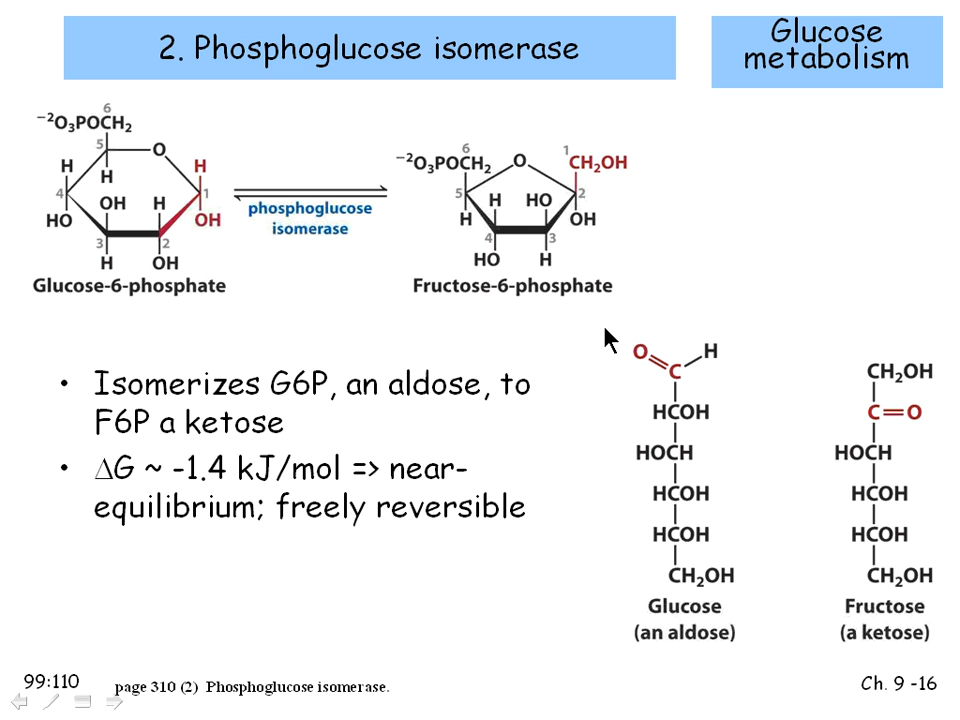 2. Phosphoglucose isomerase
Glucose
metabolism
6
⁻²O₃POCH₂
5
O
H
H
H
4
OH
H
1
HO
OH
3
2
H
OH
Glucose-6-phosphate
phosphoglucose
isomerase
6
1
⁻²O₃POCH₂
O
CH₂OH
5
H
HO
2
H
OH
4
3
HO
H
Fructose-6-phosphate
• Isomerizes G6P, an aldose, to
F6P a ketose
• ∆G ~ -1.4 kJ/mol => near-
equilibrium; freely reversible
O
H
C
HCOH
HOCH
HCOH
HCOH
CH₂OH
Glucose
(an aldose)
CH₂OH
C=O
HOCH
HCOH
HCOH
CH₂OH
Fructose
(a ketose)
99:110
page 310 (2) Phosphoglucose isomerase.
Ch. 9 -16